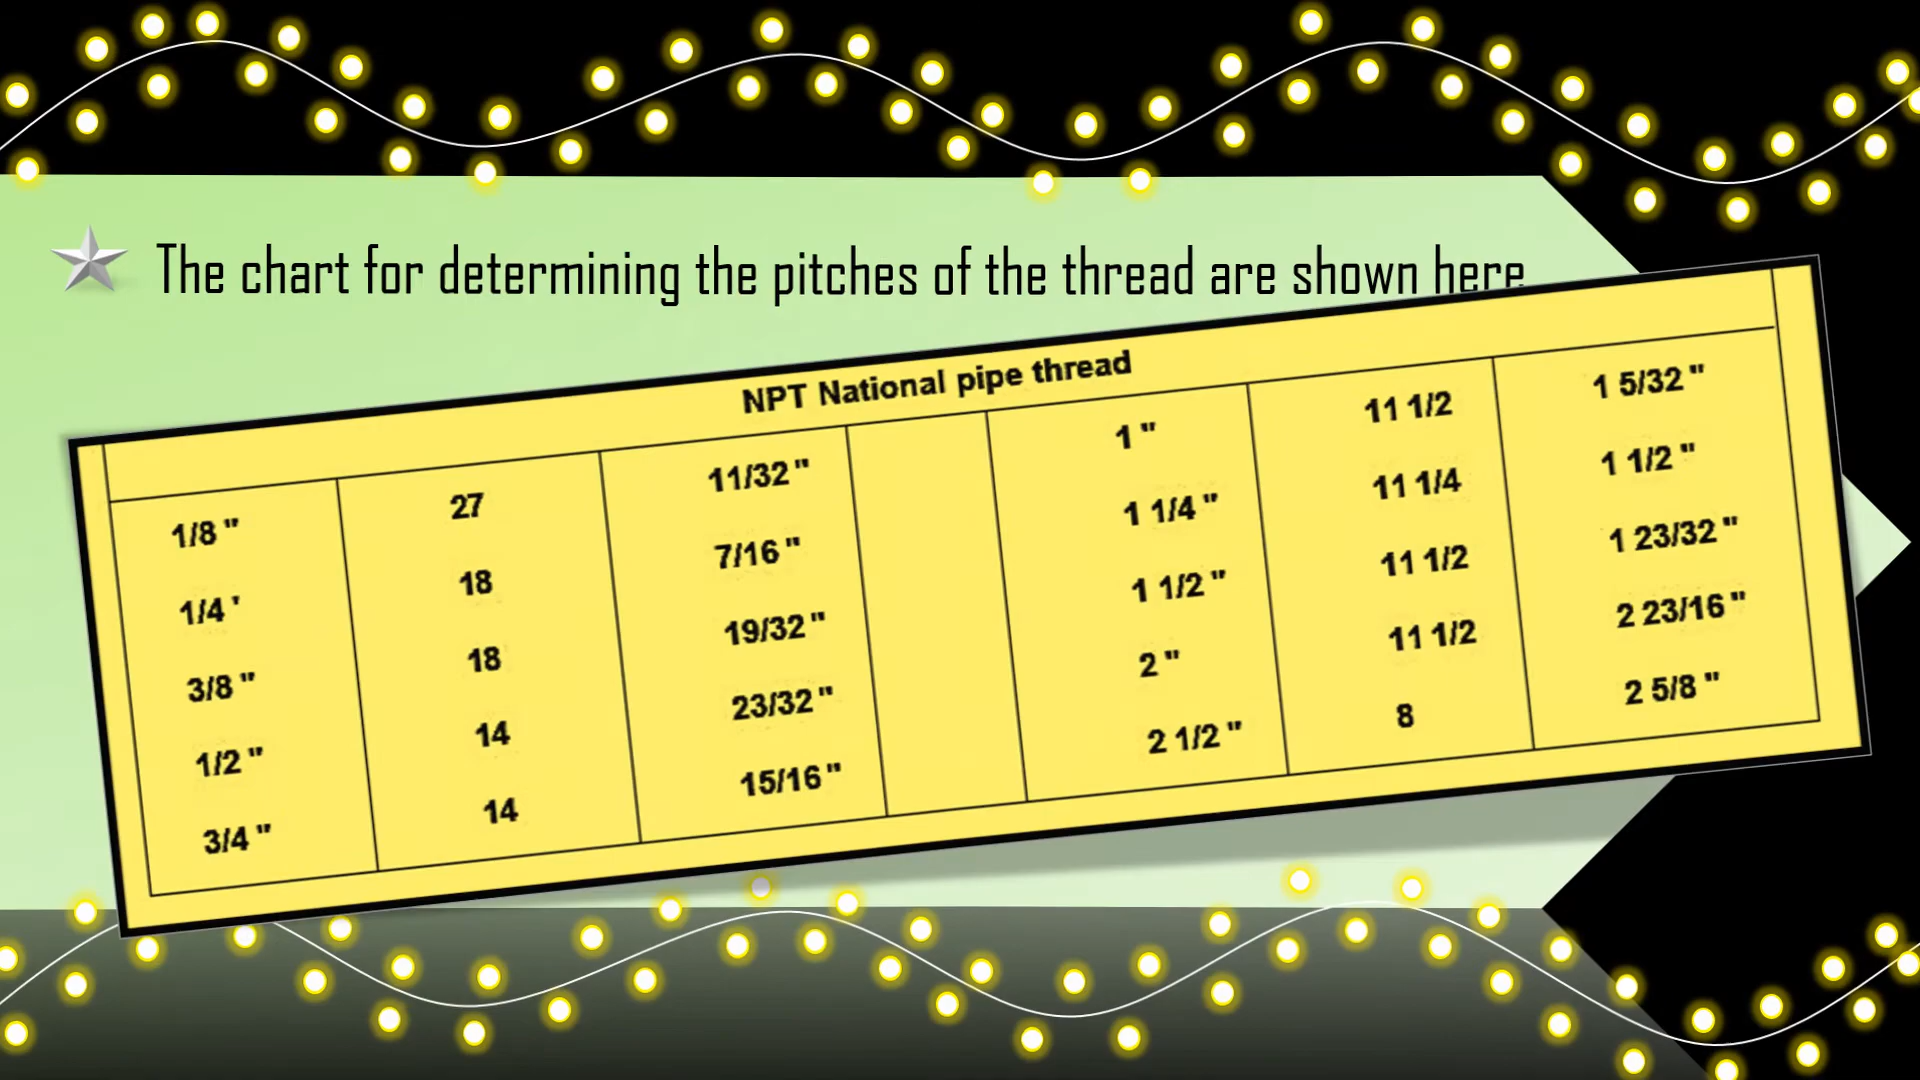 The chart for determining the pitches of the thread are shown here
NPT National pipe thread
1/8 " 27 11/32 " 1 " 11 1/2 1 5/32 "
1/4 ' 18 7/16 " 1 1/4 " 11 1/4 1 1/2 "
3/8 " 18 19/32 " 1 1/2 " 11 1/2 1 23/32 "
1/2 " 14 23/32 " 2 " 11 1/2 2 23/16 "
3/4 " 14 15/16 " 2 1/2 " 8 2 5/8 "